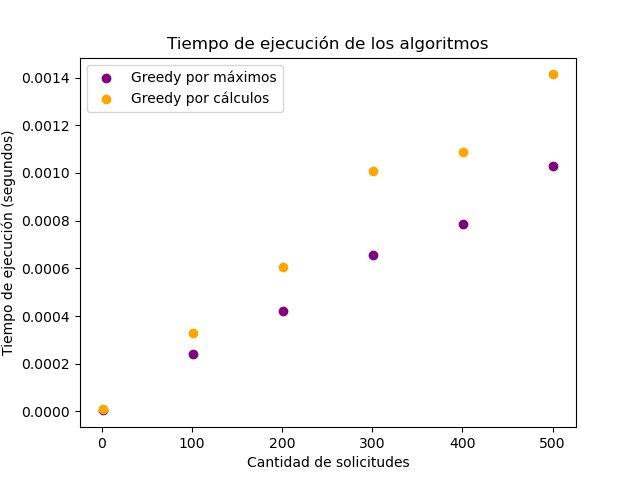 Tiempo de ejecución de los algoritmos
Greedy por máximos
Greedy por cálculos
Tiempo de ejecución (segundos)
0.0014
0.0012
0.0010
0.0008
0.0006
0.0004
0.0002
0.0000
0 100 200 300 400 500
Cantidad de solicitudes